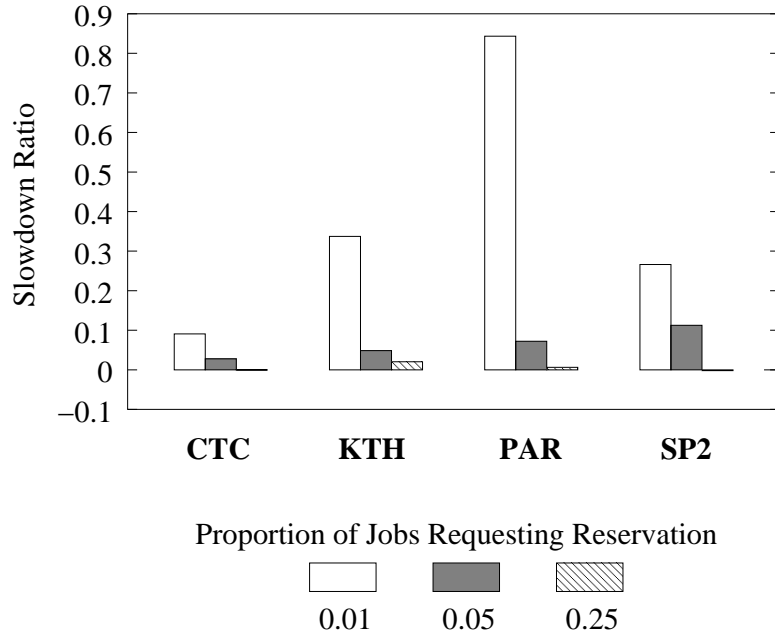 0.9
0.8
0.7
0.6
0.5
0.4
0.3
0.2
0.1
0
−0.1
Slowdown Ratio
CTC KTH PAR SP2
Proportion of Jobs Requesting Reservation
0.01 0.05 0.25